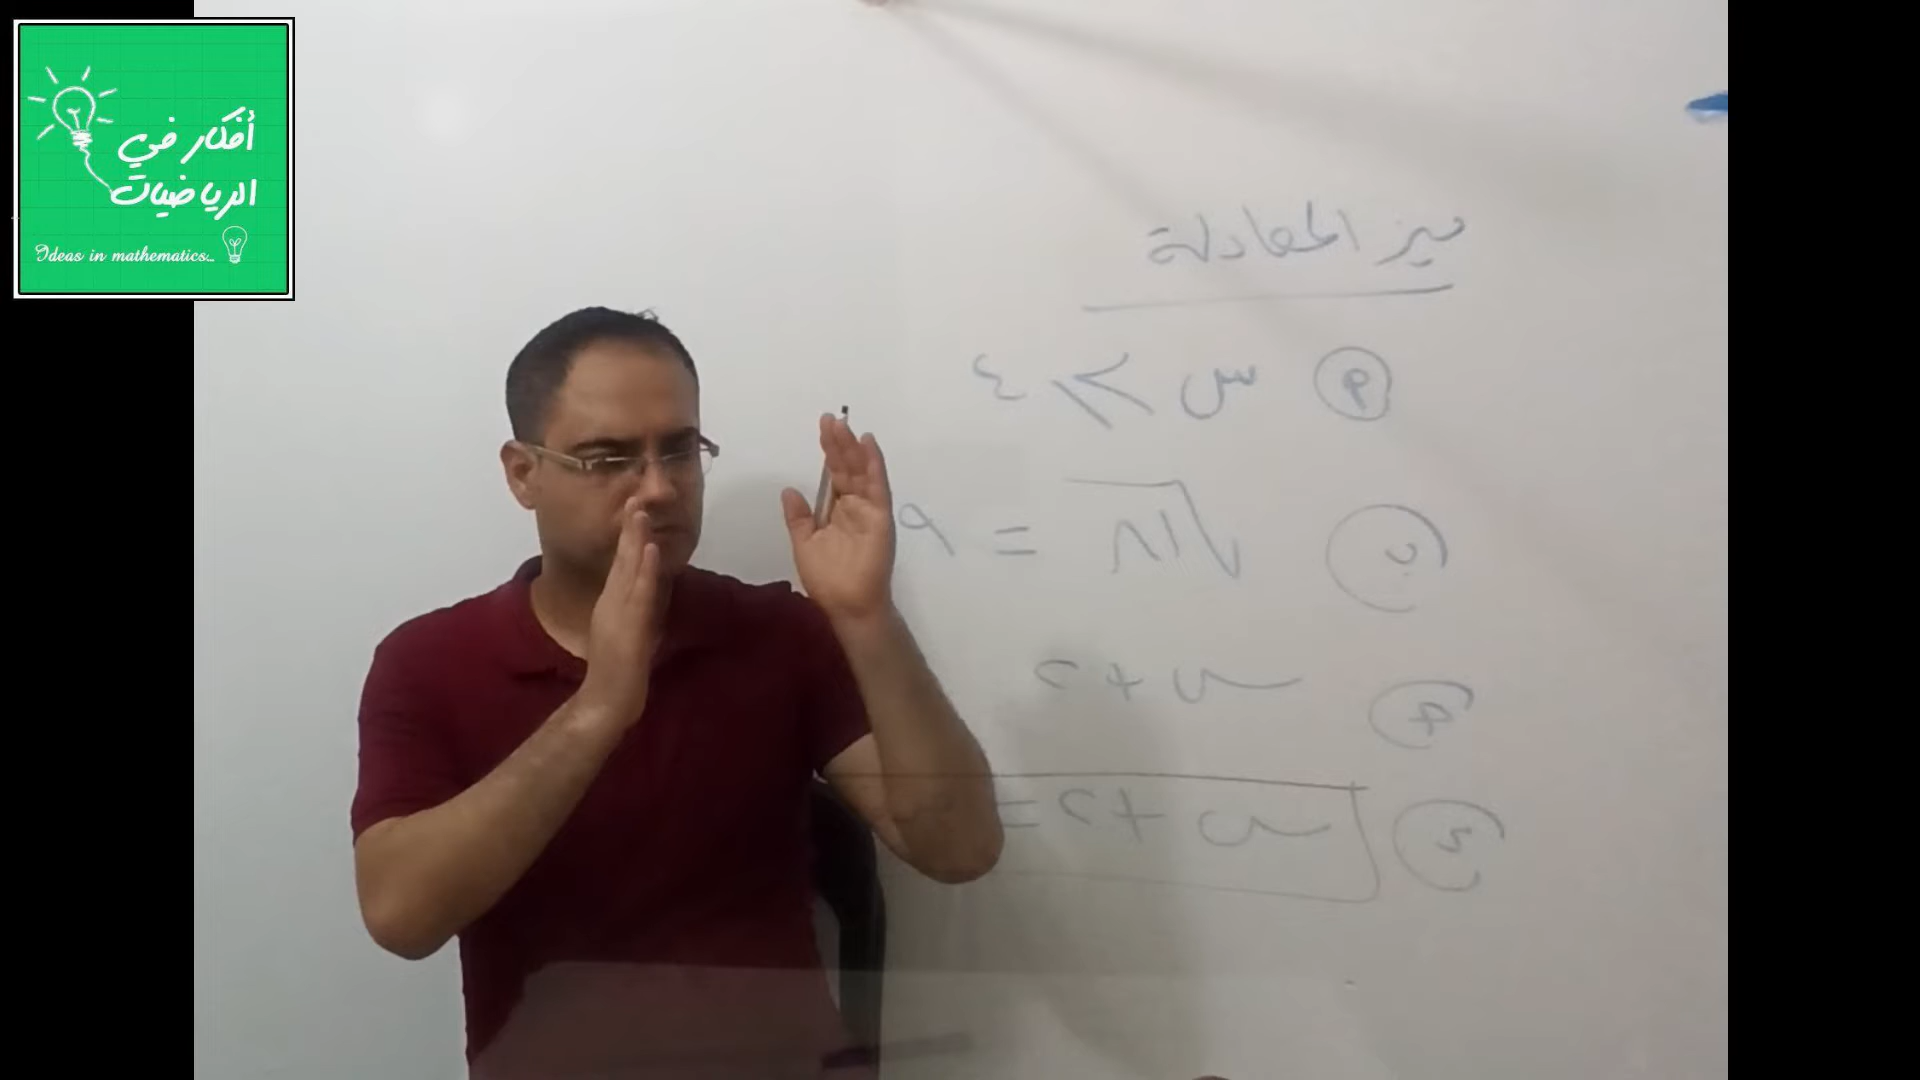 أفكار في
الرياضيات
Ideas in mathematics...
ميز المعادلة
أ س ≥ ٤
ب √٨١ = ٩
ج س + ٢
د س + ٢ =